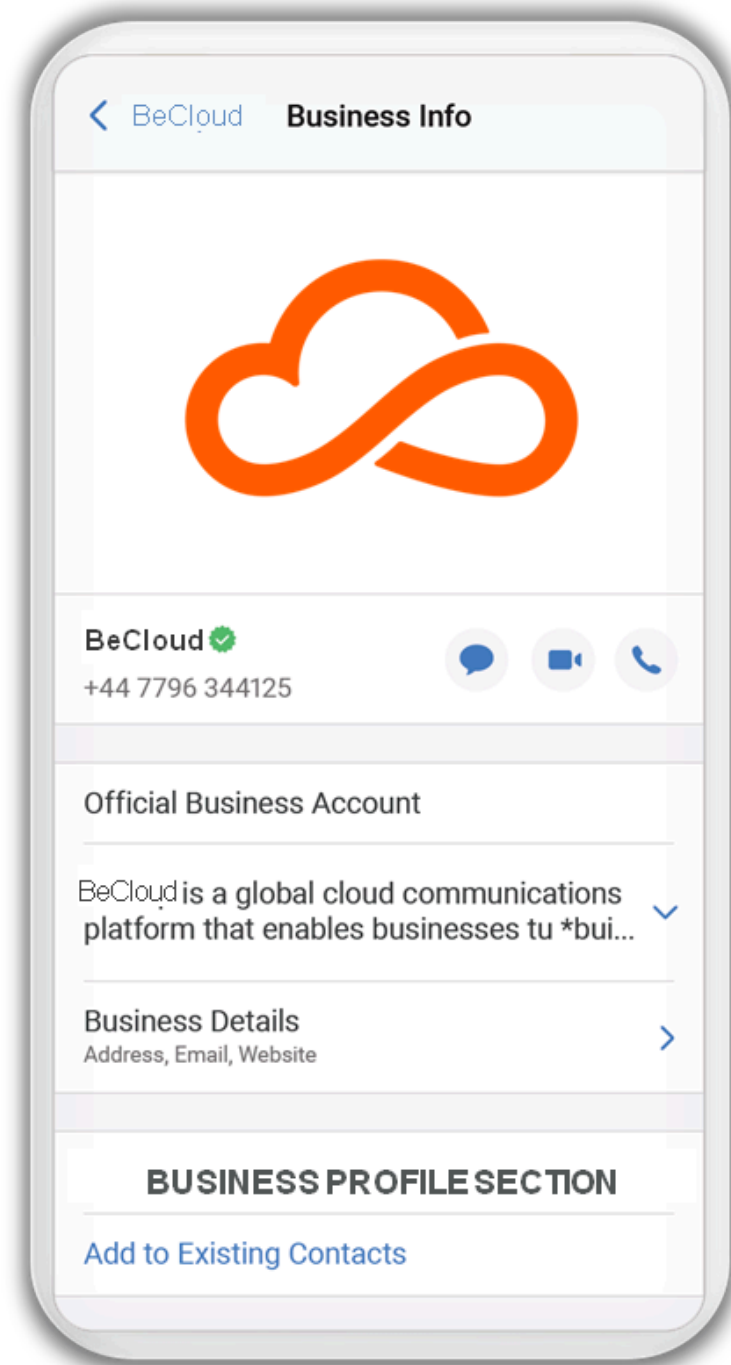 BeCloud Business Info
BeCloud
+44 7796 344125
Official Business Account
BeCloud is a global cloud communications
platform that enables businesses tu *bui...
Business Details
Address, Email, Website
BUSINESS PROFILE SECTION
Add to Existing Contacts